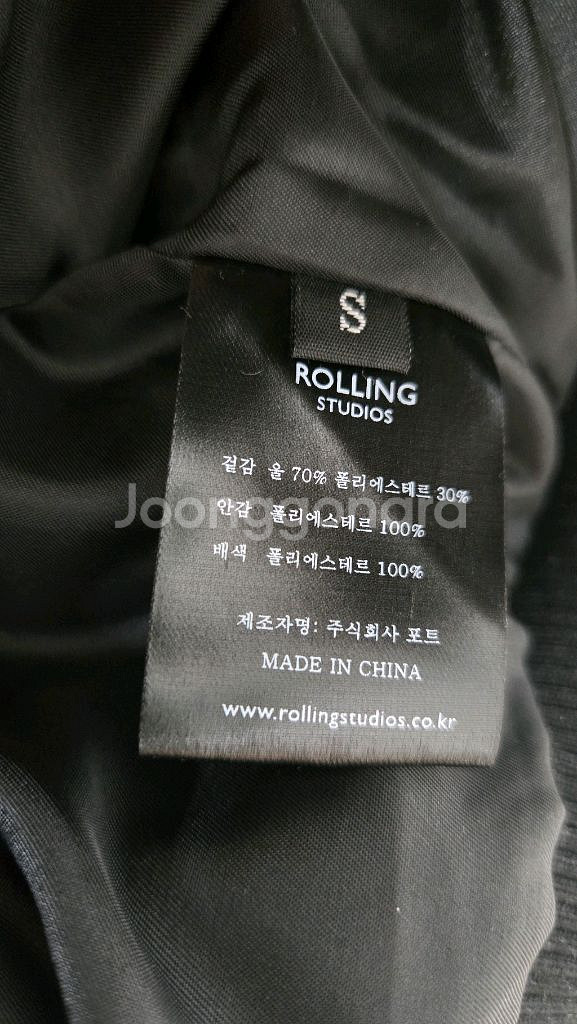 S
ROLLING
STUDIOS
겉감 울 70% 폴리에스테르 30%
Joonggonara
안감 폴리에스테르 100%
배색 폴리에스테르 100%
제조자명: 주식회사 포트
MADE IN CHINA
www.rollingstudios.co.kr